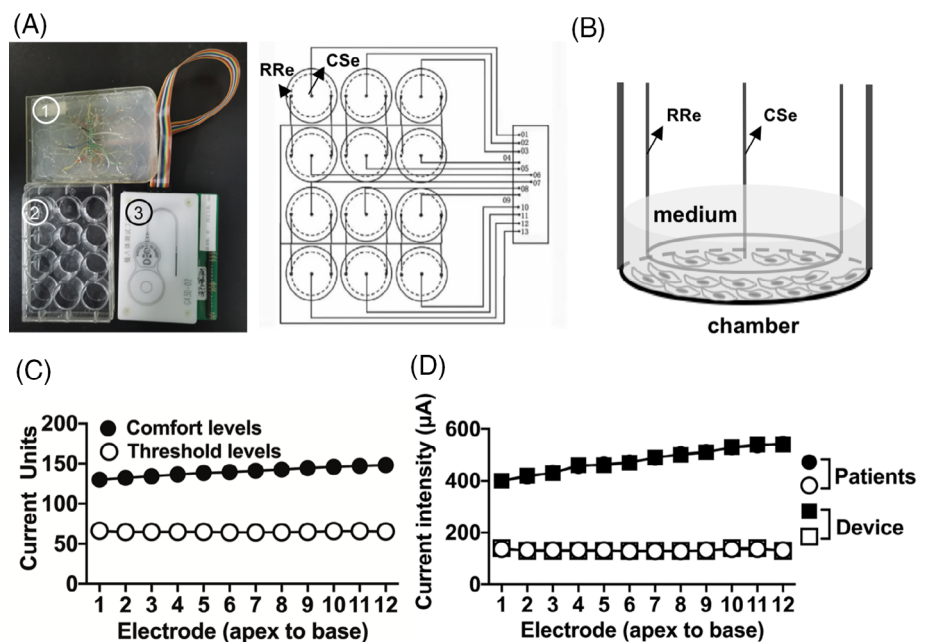 (A)
(B)
1
2
3
RRe
CSe
01
02
03
04
05
06
07
08
09
10
11
12
13
RRe
CSe
medium
chamber
(C)
(D)
Current Units
200
150
100
50
0
Comfort levels
Threshold levels
1 2 3 4 5 6 7 8 9 10 11 12
Electrode (apex to base)
Current intensity (μA)
600
400
200
0
Patients
Device
1 2 3 4 5 6 7 8 9 10 11 12
Electrode (apex to base)